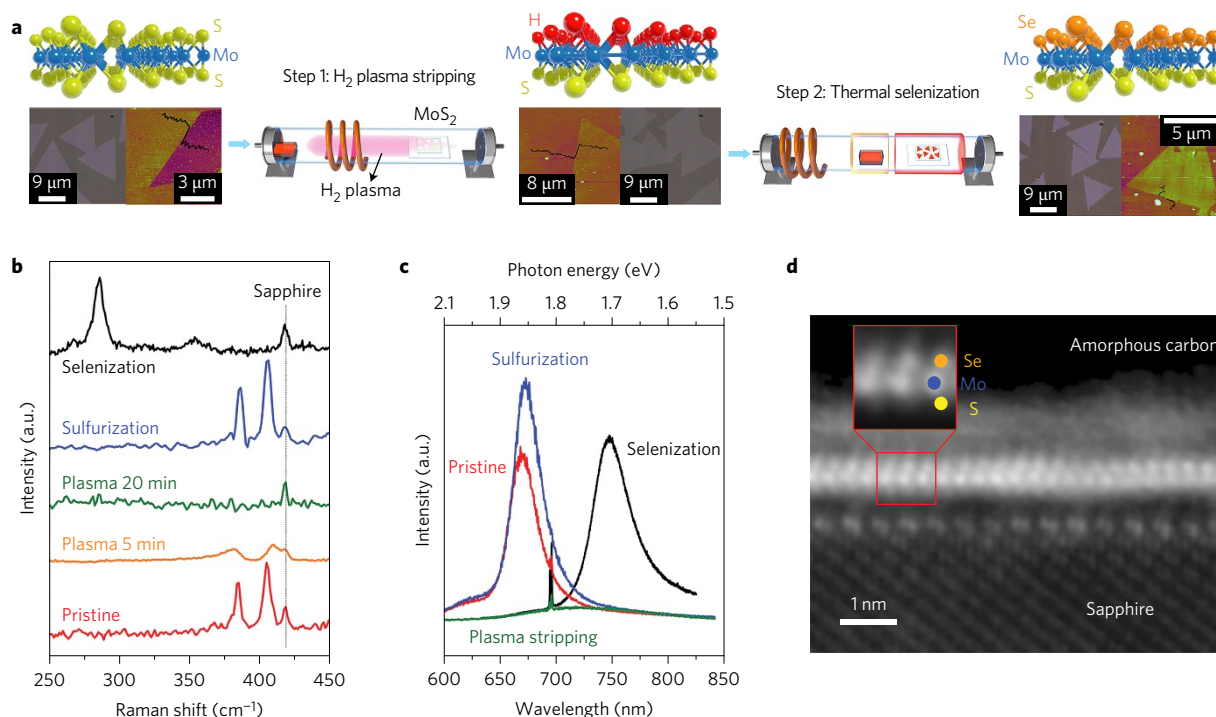 a
S
Mo
S
Step 1: H₂ plasma stripping
MoS₂
H₂ plasma
9 μm
3 μm
H
Mo
S
8 μm
9 μm
Step 2: Thermal selenization
Se
Mo
S
9 μm
5 μm
b
Sapphire
Selenization
Sulfurization
Plasma 20 min
Plasma 5 min
Pristine
Intensity (a.u.)
250 300 350 400 450
Raman shift (cm⁻¹)
c
Photon energy (eV)
2.1 2.0 1.9 1.8 1.7 1.6 1.5
Sulfurization
Selenization
Pristine
Plasma stripping
Intensity (a.u.)
600 650 700 750 800 850
Wavelength (nm)
d
Amorphous carbon
Se
Mo
S
1 nm
Sapphire